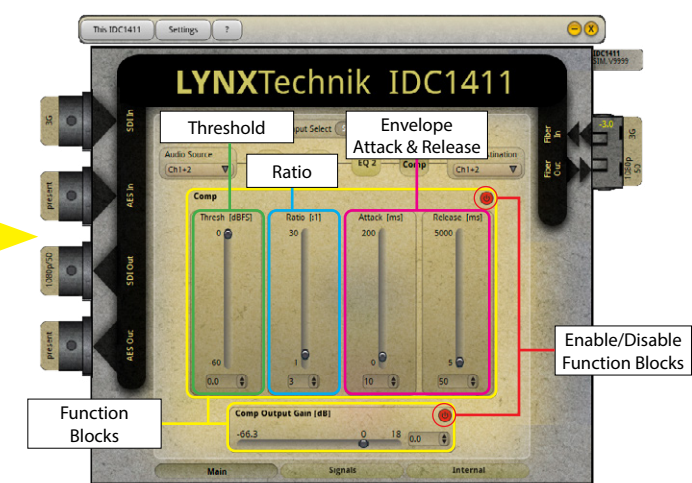 This IDC1411
Settings
?
IDC1411
SIM, V9999
LYNXTechnik IDC1411
3G
SDI In
Threshold
Input Select
Envelope
Attack & Release
Fiber
In
-3.0
3G
Audio Source
Ch1+2
EQ 2
Comp
Ch1+2
Ratio
Fiber
Out
1080p
50
present
AES In
Comp
Thresh [dBFS]
Ratio [:1]
Attack [ms]
Release [ms]
0
30
200
5000
1080p/50
SDI Out
present
AES Out
Enable/Disable
Function Blocks
60
1
0
5
0.0
3
10
50
Function
Blocks
Comp Output Gain [dB]
-66.3
0
18
0.0
Main
Signals
Internal